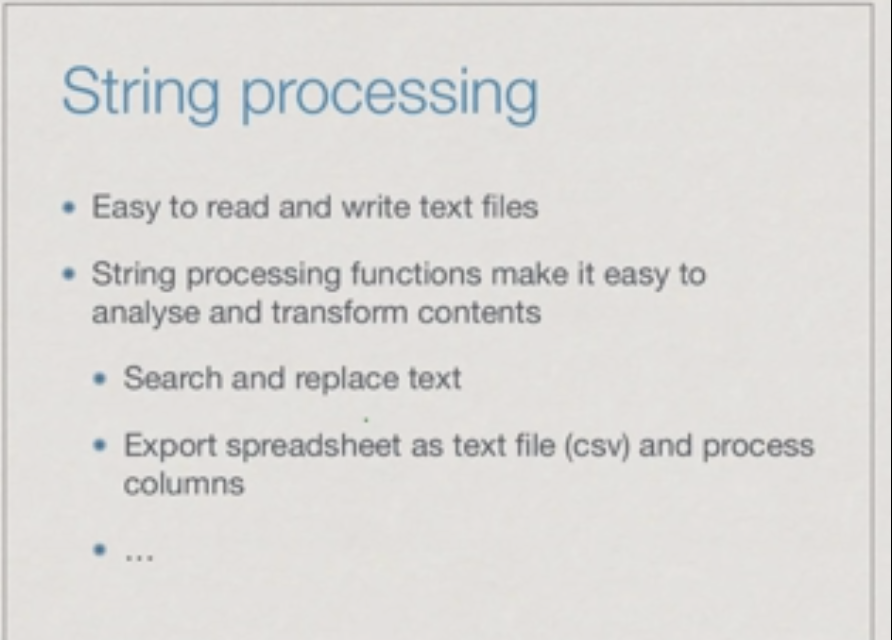 String processing
• Easy to read and write text files
• String processing functions make it easy to
analyse and transform contents
• Search and replace text
• Export spreadsheet as text file (csv) and process
columns
• ...